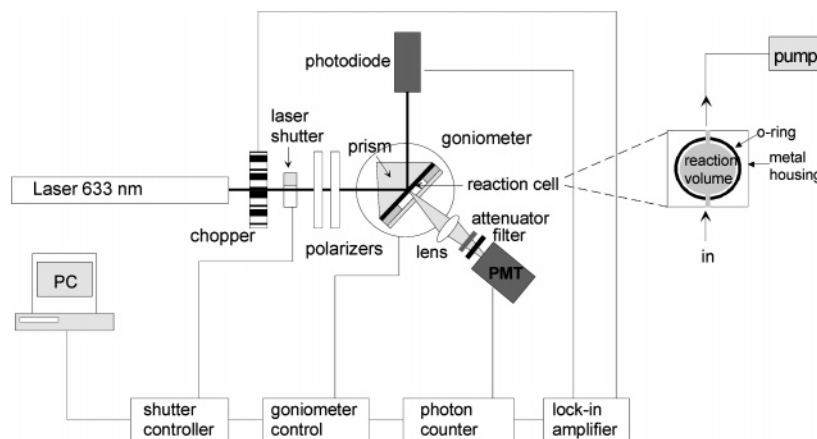 photodiode
pump
laser
shutter
goniometer
prism
o-ring
metal
housing
reaction
volume
reaction cell
Laser 633 nm
chopper
polarizers
attenuator
filter
lens
PMT
in
PC
shutter
controller
goniometer
control
photon
counter
lock-in
amplifier